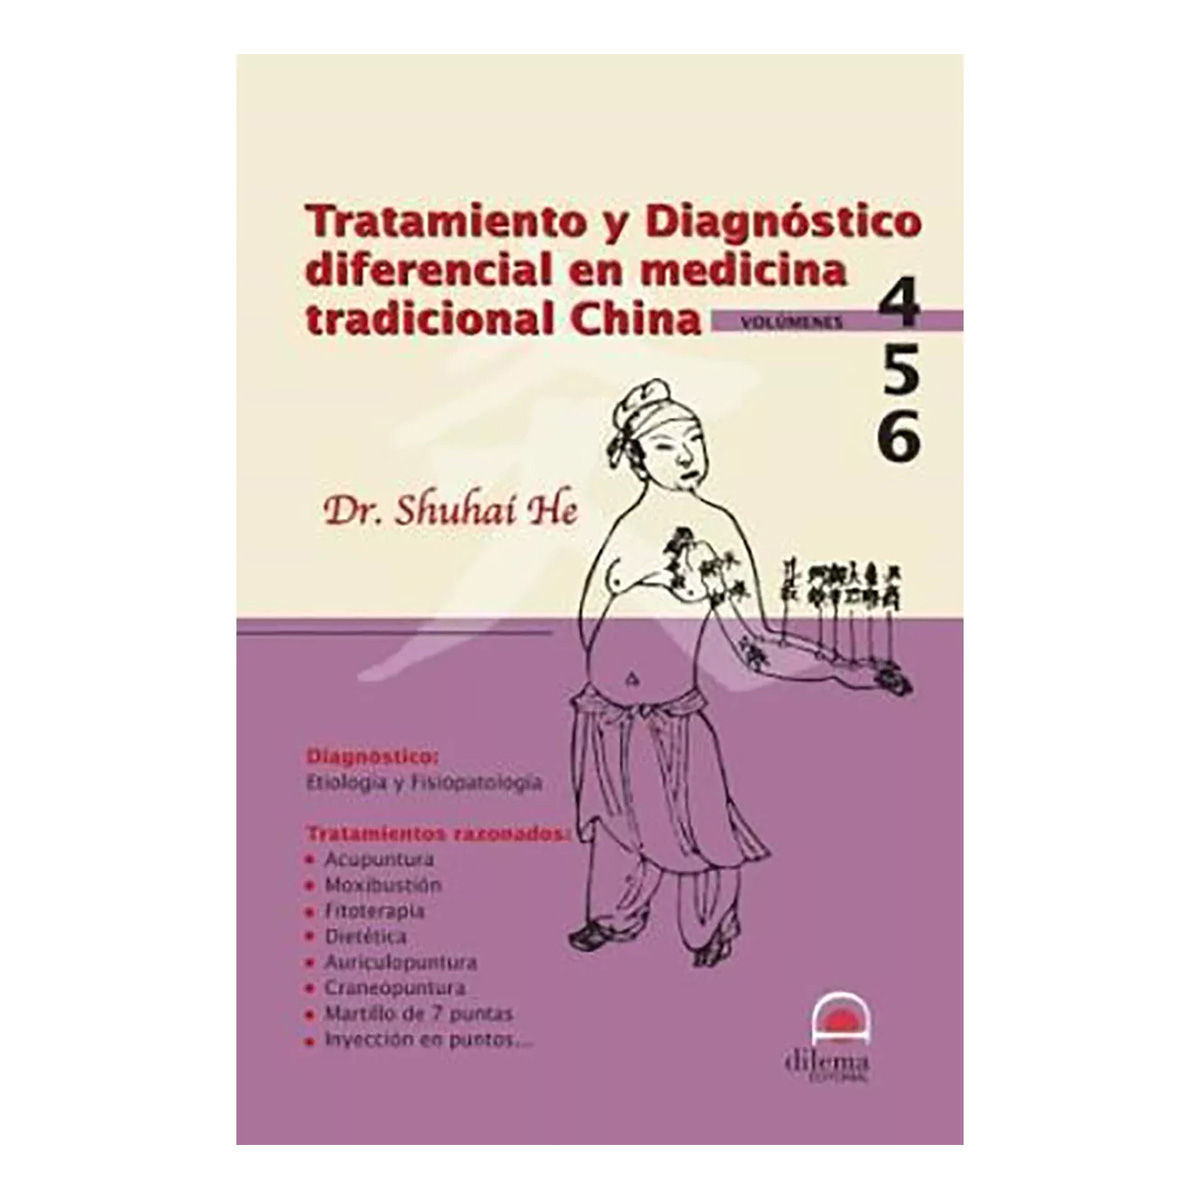 Tratamiento y Diagnóstico
diferencial en medicina
tradicional China
VOLÚMENES
4
5
6
Dr. Shuhai He
Diagnóstico:
Etiología y Fisiopatología
Tratamientos razonados:
• Acupuntura
• Moxibustión
• Fitoterapia
• Dietética
• Auriculopuntura
• Craneopuntura
• Martillo de 7 puntas
• Inyección en puntos...
dilema
EDITORIAL